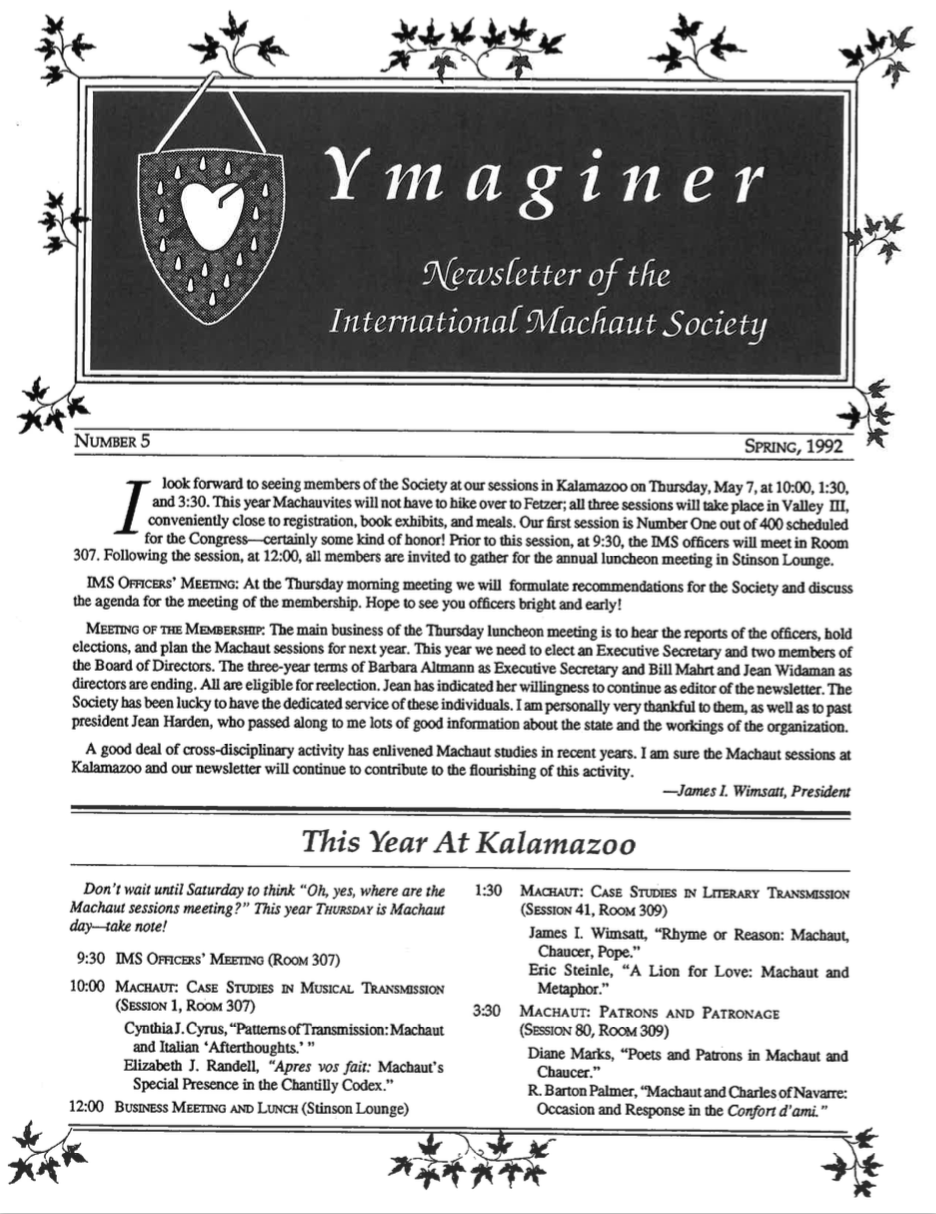 Ymaginer
Newsletter of the
International Machaut Society
NUMBER 5
SPRING, 1992
I look forward to seeing members of the Society at our sessions in Kalamazoo on Thursday, May 7, at 10:00, 1:30,
and 3:30. This year Machauvites will not have to hike over to Fetzer; all three sessions will take place in Valley III,
conveniently close to registration, book exhibits, and meals. Our first session is Number One out of 400 scheduled
for the Congress—certainly some kind of honor! Prior to this session, at 9:30, the IMS officers will meet in Room
307. Following the session, at 12:00, all members are invited to gather for the annual luncheon meeting in Stinson Lounge.
IMS OFFICERS' MEETING: At the Thursday morning meeting we will formulate recommendations for the Society and discuss
the agenda for the meeting of the membership. Hope to see you officers bright and early!
MEETING OF THE MEMBERSHIP: The main business of the Thursday luncheon meeting is to hear the reports of the officers, hold
elections, and plan the Machaut sessions for next year. This year we need to elect an Executive Secretary and two members of
the Board of Directors. The three-year terms of Barbara Altmann as Executive Secretary and Bill Mahrt and Jean Widaman as
directors are ending. All are eligible for reelection. Jean has indicated her willingness to continue as editor of the newsletter. The
Society has been lucky to have the dedicated service of these individuals. I am personally very thankful to them, as well as to past
president Jean Harden, who passed along to me lots of good information about the state and the workings of the organization.
A good deal of cross-disciplinary activity has enlivened Machaut studies in recent years. I am sure the Machaut sessions at
Kalamazoo and our newsletter will continue to contribute to the flourishing of this activity.
—James I. Wimsatt, President
This Year At Kalamazoo
Don't wait until Saturday to think "Oh, yes, where are the
Machaut sessions meeting?" This year THURSDAY is Machaut
day—take note!
9:30 IMS OFFICERS' MEETING (ROOM 307)
10:00 MACHAUT: CASE STUDIES IN MUSICAL TRANSMISSION
(SESSION 1, ROOM 307)
Cynthia J. Cyrus, "Patterns of Transmission: Machaut
and Italian 'Afterthoughts.' "
Elizabeth J. Randell, "Apres vos fait: Machaut's
Special Presence in the Chantilly Codex."
12:00 BUSINESS MEETING AND LUNCH (Stinson Lounge)
1:30 MACHAUT: CASE STUDIES IN LITERARY TRANSMISSION
(SESSION 41, ROOM 309)
James I. Wimsatt, "Rhyme or Reason: Machaut,
Chaucer, Pope."
Eric Steinle, "A Lion for Love: Machaut and
Metaphor."
3:30 MACHAUT: PATRONS AND PATRONAGE
(SESSION 80, ROOM 309)
Diane Marks, "Poets and Patrons in Machaut and
Chaucer."
R. Barton Palmer, "Machaut and Charles of Navarre:
Occasion and Response in the Confort d'ami."